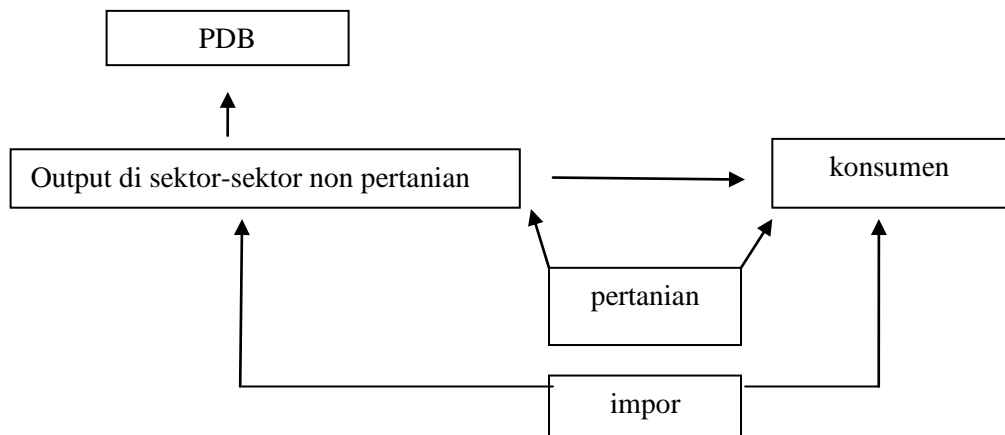 PDB
Output di sektor-sektor non pertanian
konsumen
pertanian
impor